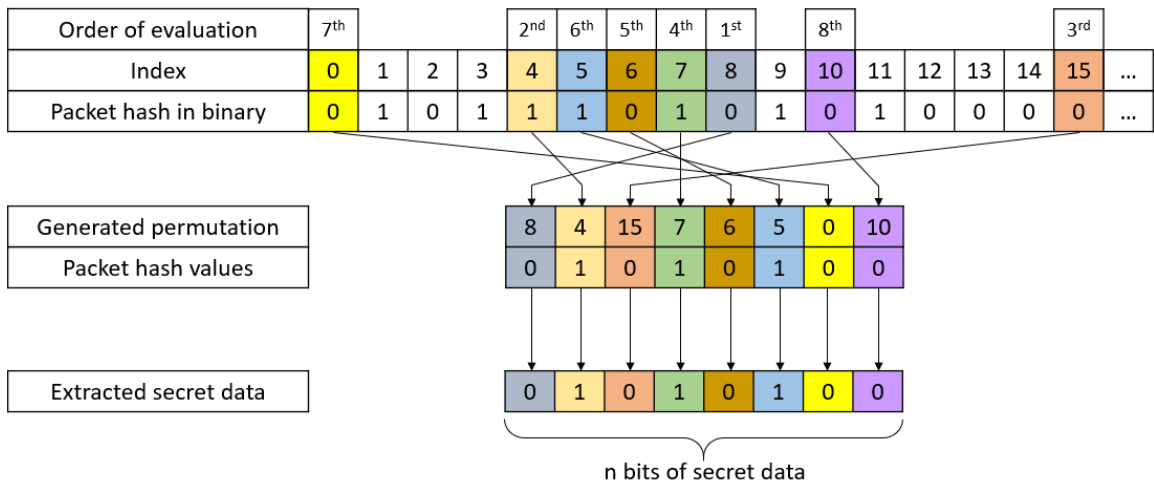 Order of evaluation 7th 2nd 6th 5th 4th 1st 8th 3rd
Index 0 1 2 3 4 5 6 7 8 9 10 11 12 13 14 15 ...
Packet hash in binary 0 1 0 1 1 1 0 1 0 1 0 1 0 0 0 0 ...
Generated permutation 8 4 15 7 6 5 0 10
Packet hash values 0 1 0 1 0 1 0 0
Extracted secret data 0 1 0 1 0 1 0 0
n bits of secret data